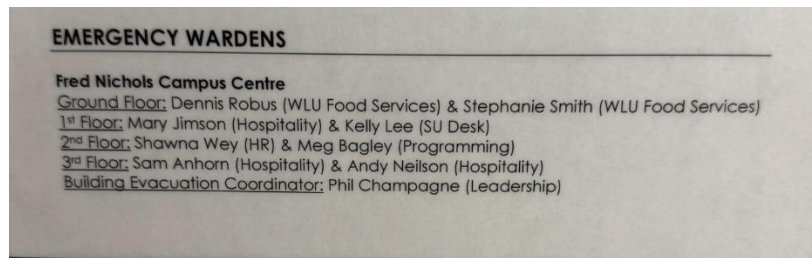 EMERGENCY WARDENS
Fred Nichols Campus Centre
Ground Floor: Dennis Robus (WLU Food Services) & Stephanie Smith (WLU Food Services)
1st Floor: Mary Jimson (Hospitality) & Kelly Lee (SU Desk)
2nd Floor: Shawna Wey (HR) & Meg Bagley (Programming)
3rd Floor: Sam Anhorn (Hospitality) & Andy Neilson (Hospitality)
Building Evacuation Coordinator: Phil Champagne (Leadership)